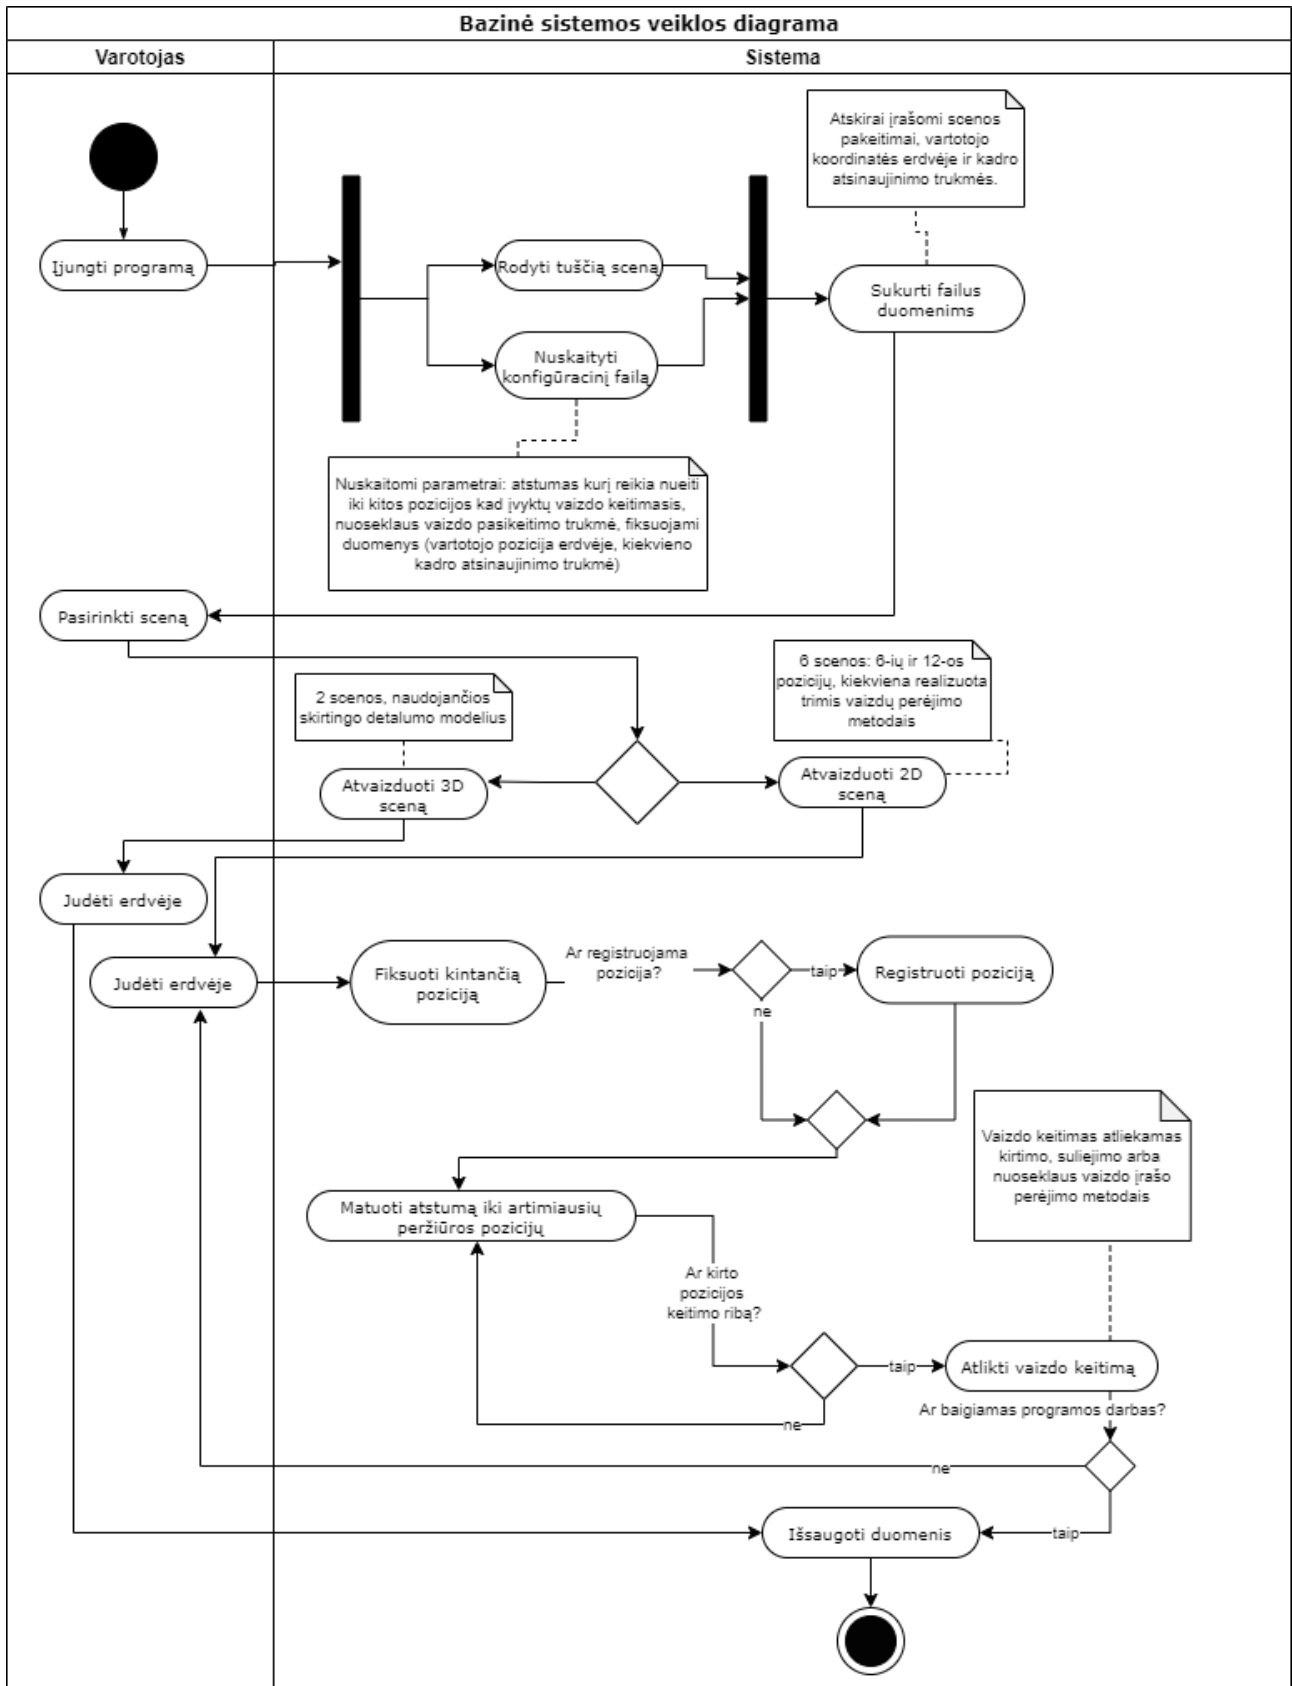 Bazinė sistemos veiklos diagrama
Varotojas
Sistema
Atskirai įrašomi scenos
pakeitimai, vartotojo
koordinatės erdvėje ir kadro
atsinaujinimo trukmės.
Įjungti programą
Rodyti tuščią sceną
Sukurti failus
duomenims
Nuskaityti
konfigūracinį failą
Nuskaitomi parametrai: atstumas kurį reikia nueiti
iki kitos pozicijos kad įvyktų vaizdo keitimasis,
nuoseklaus vaizdo pasikeitimo trukmė, fiksuojami
duomenys (vartotojo pozicija erdvėje, kiekvieno
kadro atsinaujinimo trukmė)
Pasirinkti sceną
6 scenos: 6-ių ir 12-os
pozicijų, kiekviena realizuota
trimis vaizdų perėjimo
metodais
2 scenos, naudojančios
skirtingo detalumo modelius
Atvaizduoti 3D
sceną
Atvaizduoti 2D
sceną
Judėti erdvėje
Judėti erdvėje
Fiksuoti kintančią
poziciją
Ar registruojama
pozicija?
taip
Registruoti poziciją
ne
Vaizdo keitimas atliekamas
kirtimo, suliejimo arba
nuoseklaus vaizdo įrašo
perėjimo metodais
Matuoti atstumą iki artimiausių
peržiūros pozicijų
Ar kirto
pozicijos
keitimo ribą?
taip
Atlikti vaizdo keitimą
ne
Ar baigiamas programos darbas?
ne
Išsaugoti duomenis
taip